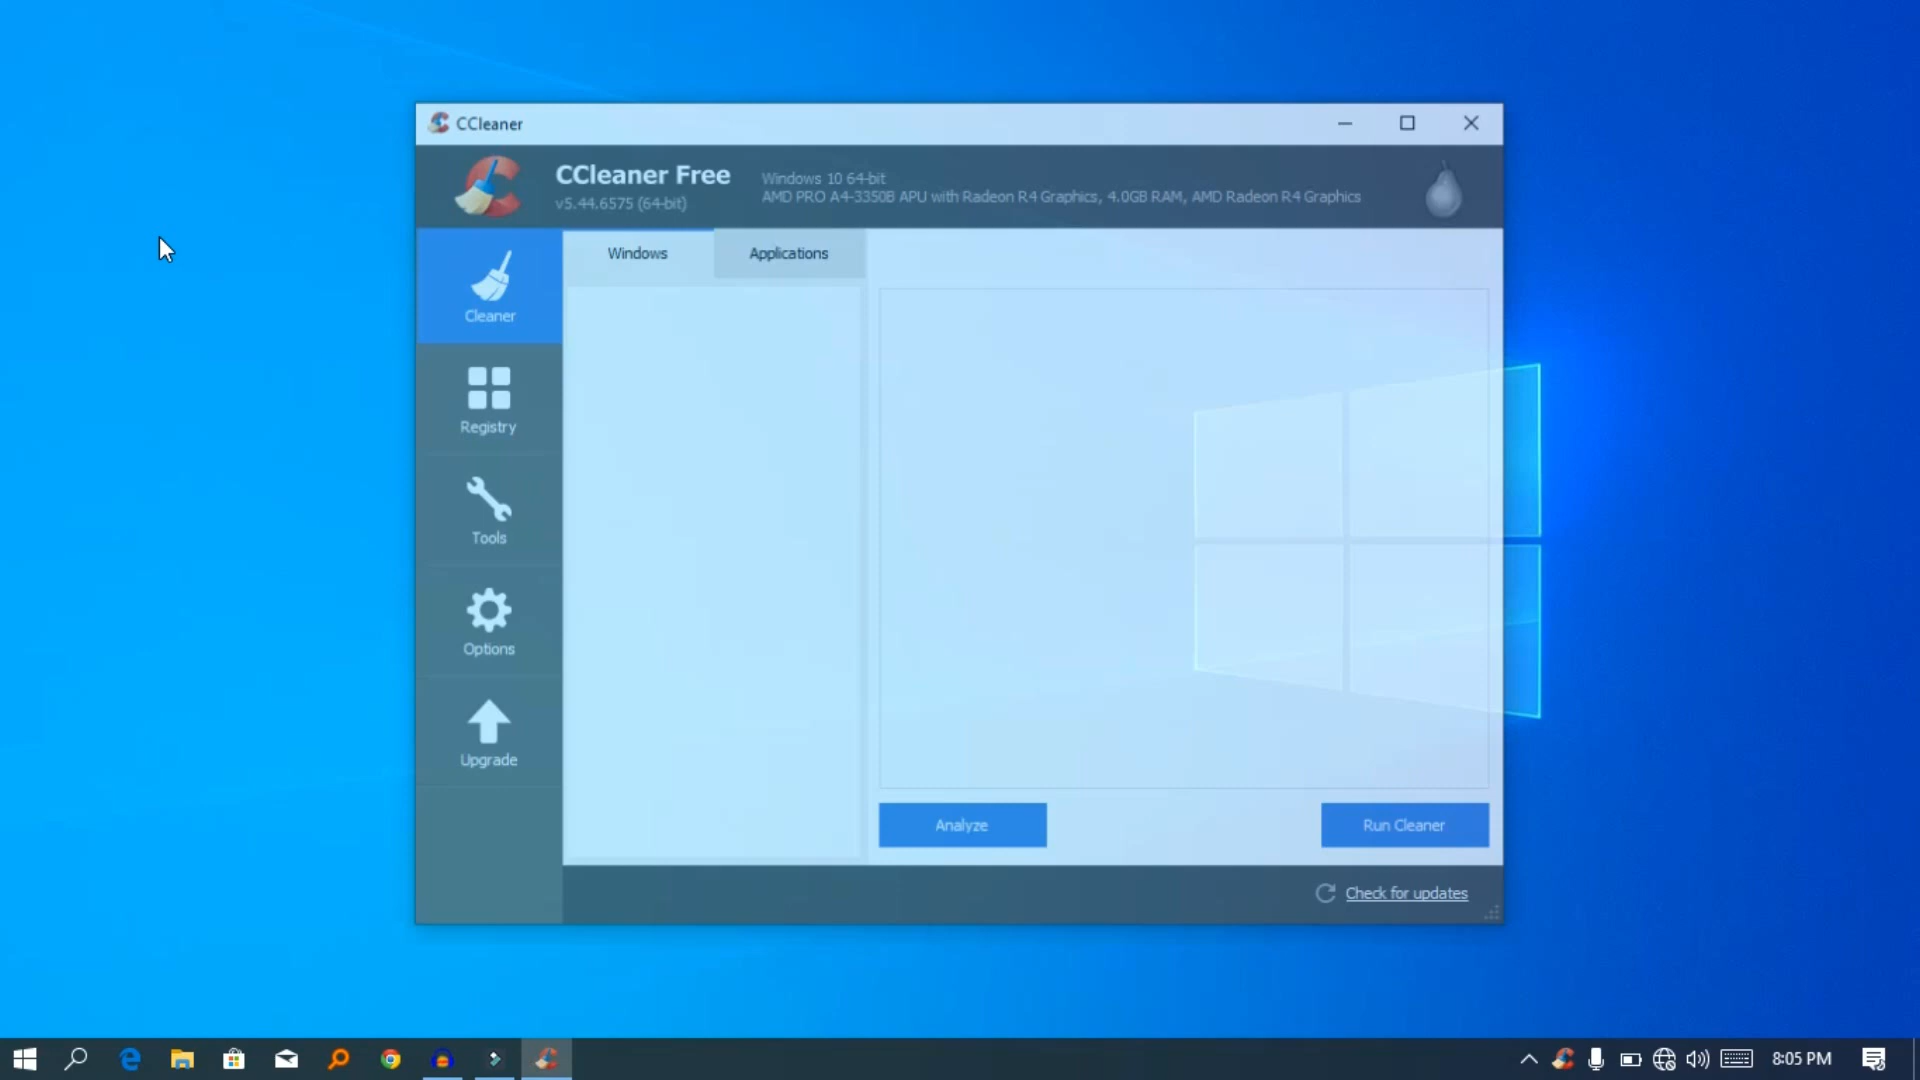 CCleaner
CCleaner Free
v5.44.6575 (64-bit)
Windows 10 64-bit
AMD PRO A4-3350B APU with Radeon R4 Graphics, 4.0GB RAM, AMD Radeon R4 Graphics
Windows
Applications
Cleaner
Registry
Tools
Options
Upgrade
Analyze
Run Cleaner
Check for updates
8:05 PM